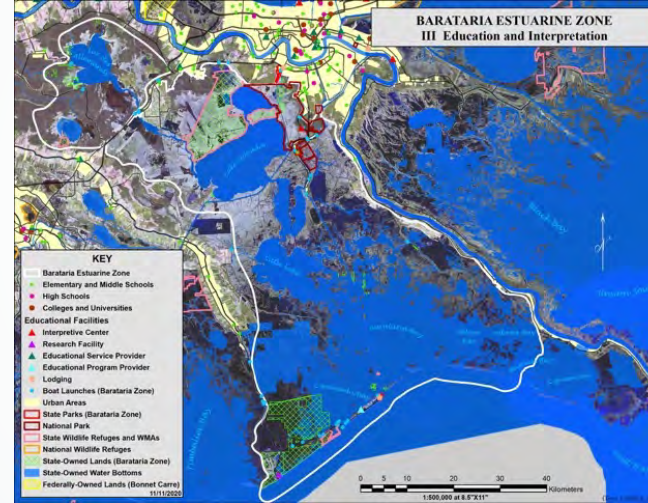 BARATARIA ESTUARINE ZONE
III Education and Interpretation
KEY
Barataria Estuarine Zone
Elementary and Middle Schools
High Schools
Colleges and Universities
Educational Facilities
Interpretive Center
Research Facility
Educational Service Provider
Educational Program Provider
Lodging
Boat Launches (Barataria Zone)
Urban Areas
State Parks (Barataria Zone)
National Park
State Wildlife Refuges and WMAs
National Wildlife Refuges
State-Owned Lands (Barataria Zone)
State-Owned Water Bottoms
Federally-Owned Lands (Bonnet Carre)
11/11/2020
Timbalier Bay
0 5 10 20 30 40
Kilometers
1:500,000 at 8.5"X11"